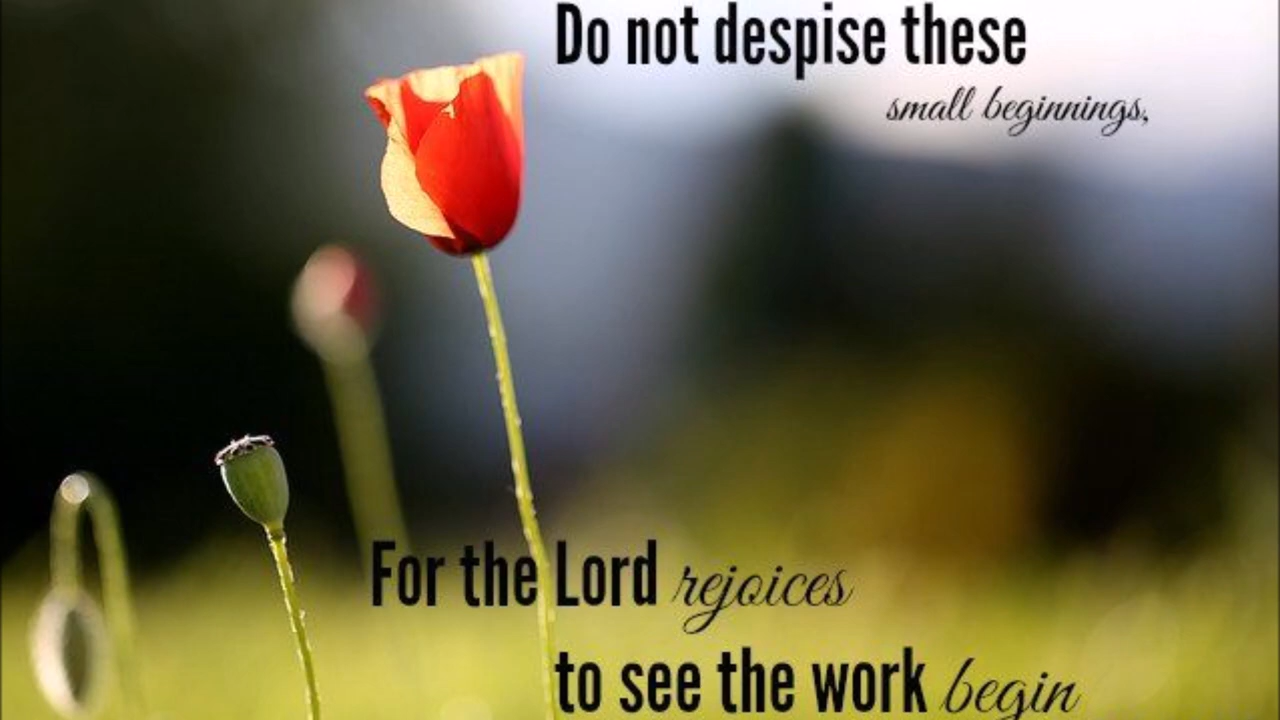 Do not despise these
small beginnings,
For the Lord rejoices
to see the work begin